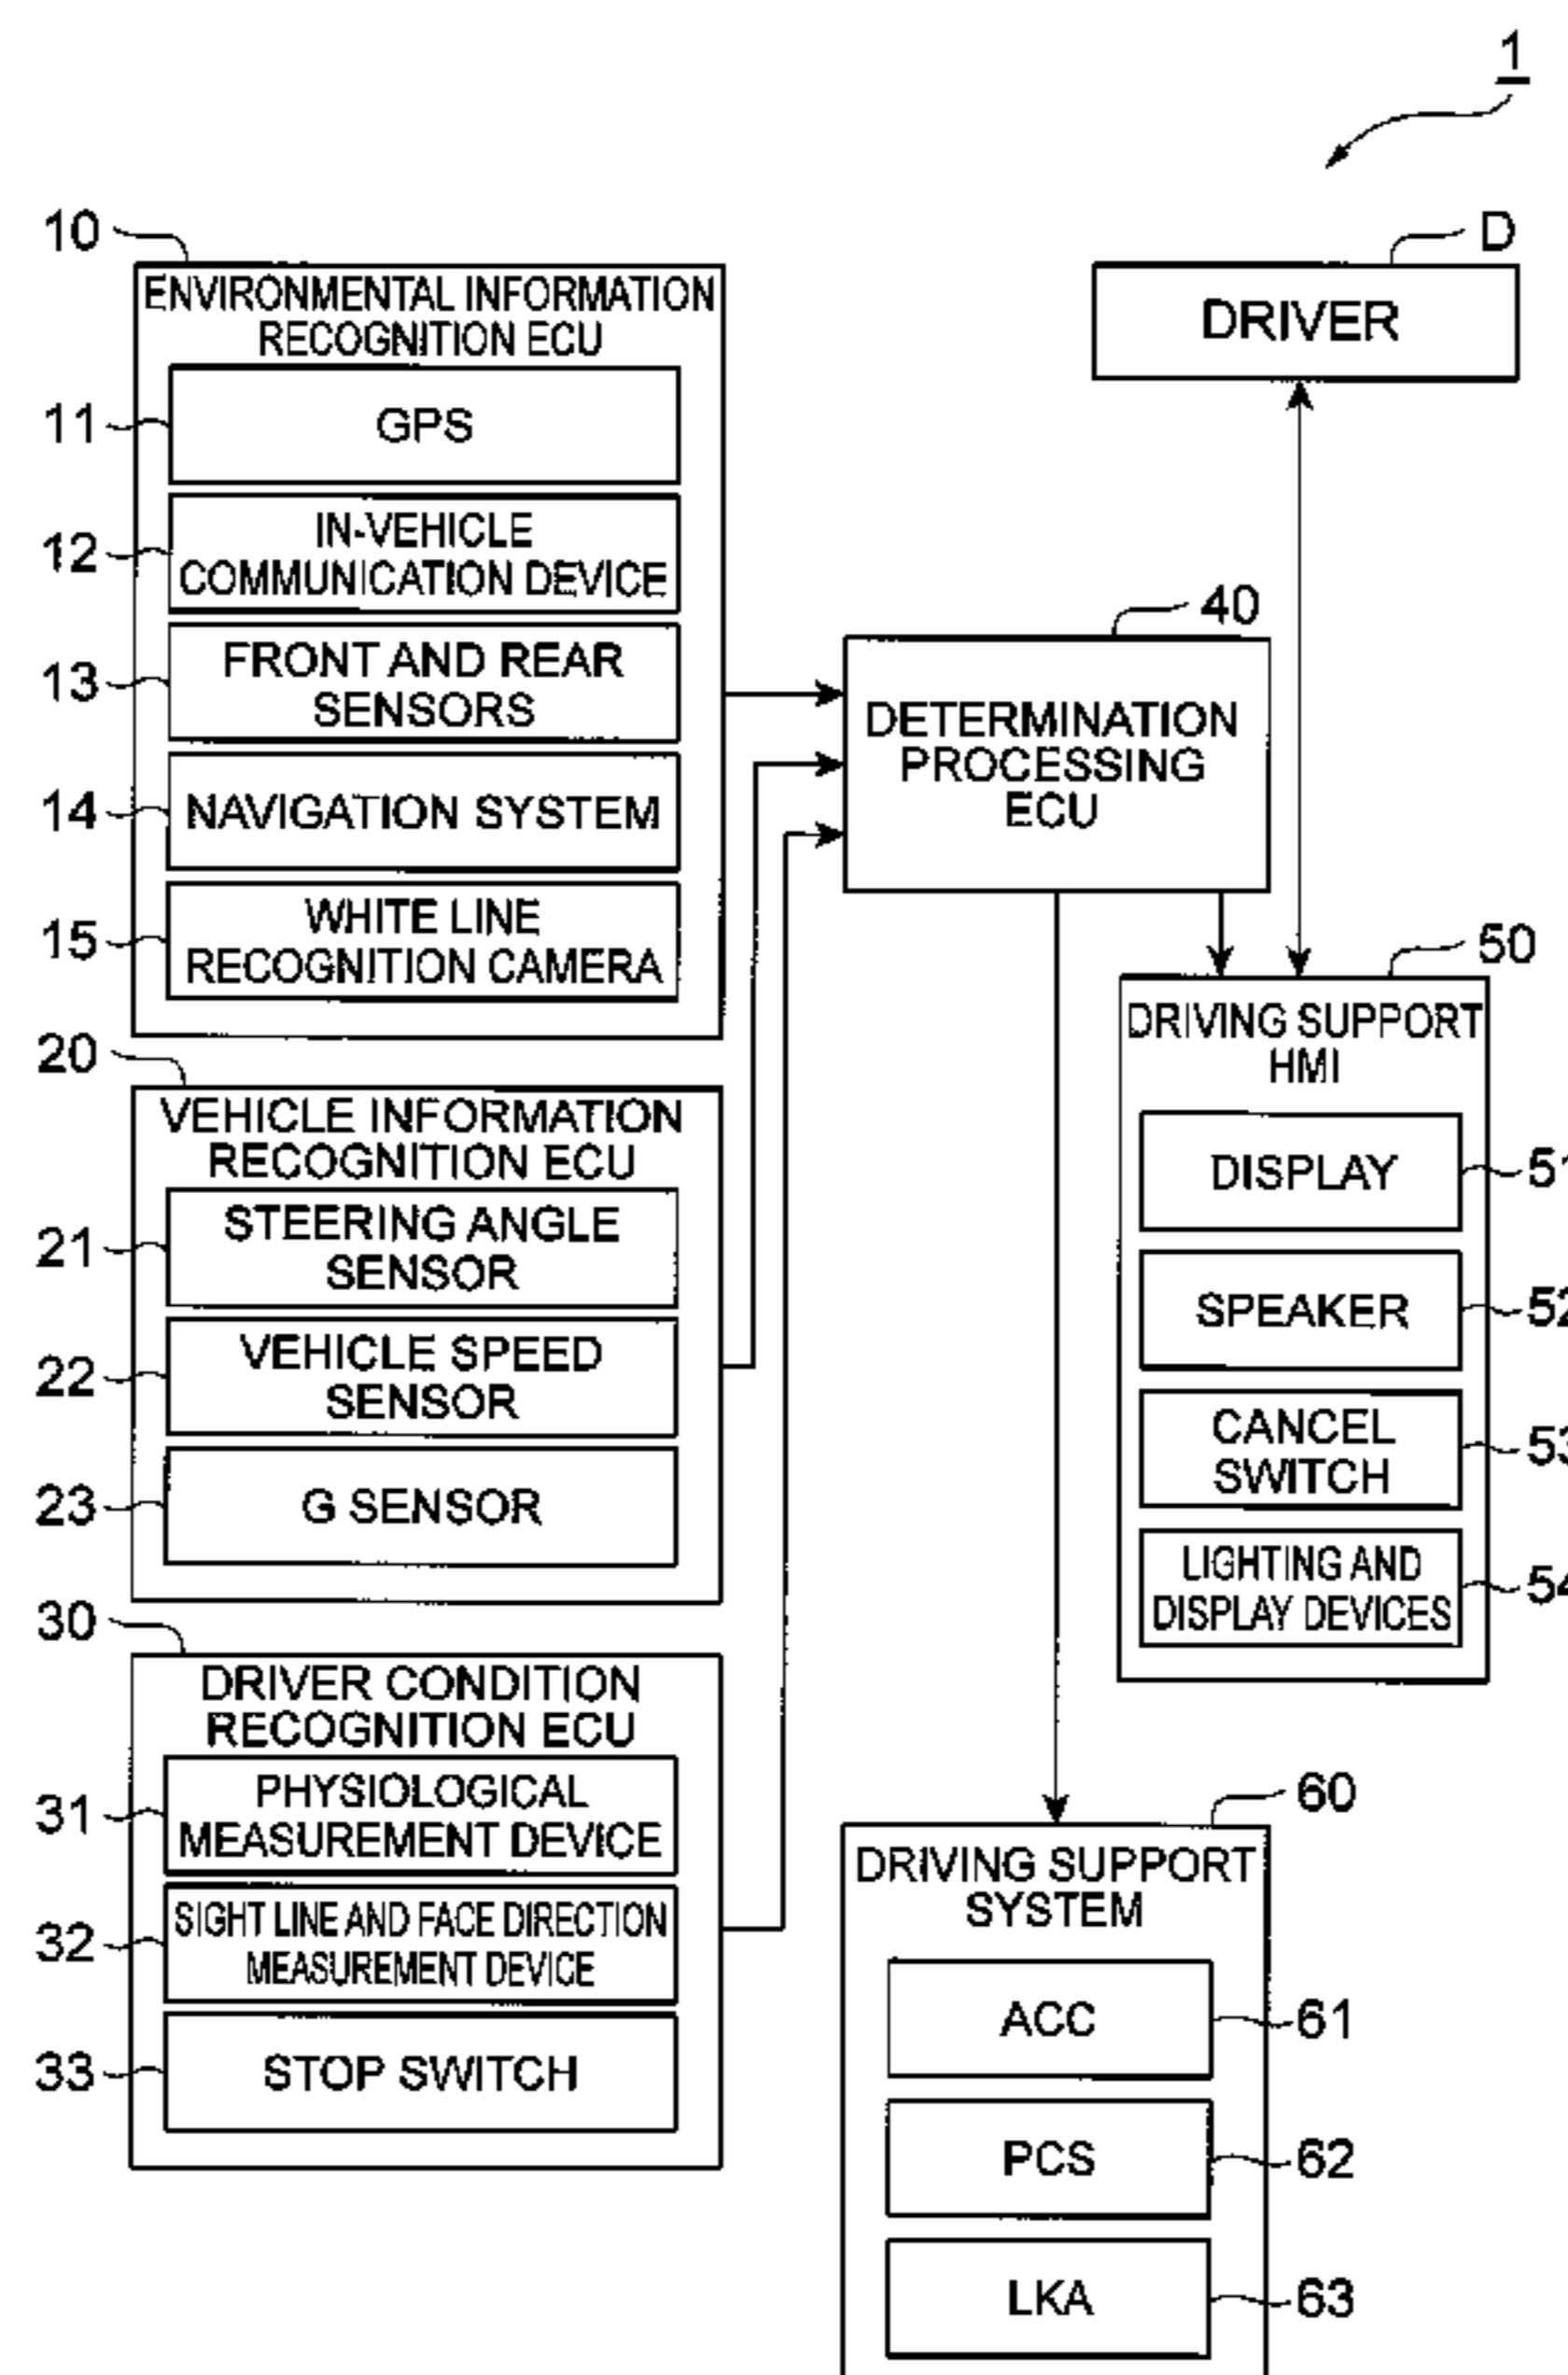 1
10
ENVIRONMENTAL INFORMATION
RECOGNITION ECU
11
GPS
12
IN-VEHICLE
COMMUNICATION DEVICE
13
FRONT AND REAR
SENSORS
14
NAVIGATION SYSTEM
15
WHITE LINE
RECOGNITION CAMERA
20
VEHICLE INFORMATION
RECOGNITION ECU
21
STEERING ANGLE
SENSOR
22
VEHICLE SPEED
SENSOR
23
G SENSOR
30
DRIVER CONDITION
RECOGNITION ECU
31
PHYSIOLOGICAL
MEASUREMENT DEVICE
32
SIGHT LINE AND FACE DIRECTION
MEASUREMENT DEVICE
33
STOP SWITCH
40
DETERMINATION
PROCESSING
ECU
D
DRIVER
50
DRIVING SUPPORT
HMI
DISPLAY
51
SPEAKER
52
CANCEL
SWITCH
53
LIGHTING AND
DISPLAY DEVICES
54
60
DRIVING SUPPORT
SYSTEM
ACC
61
PCS
62
LKA
63